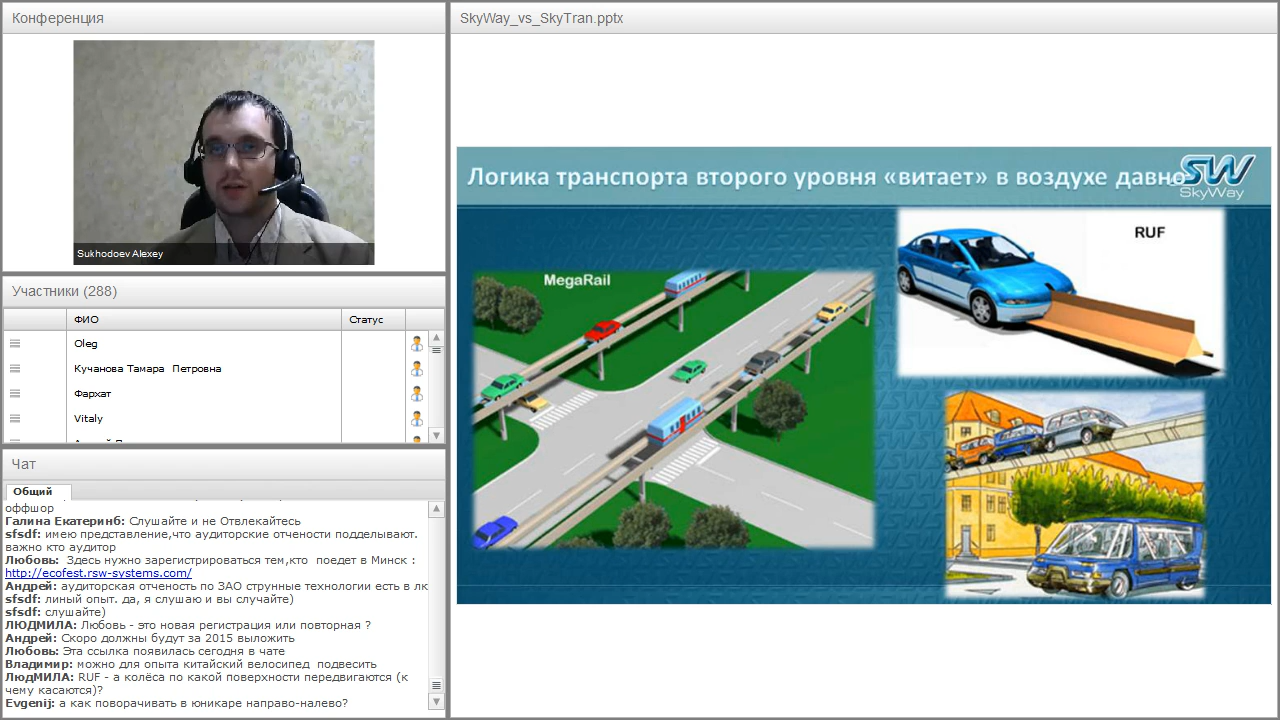 Конференция
Sukhodoev Alexey
Участники (288)
ФИО Статус
Oleg
Кучанова Тамара Петровна
Фархат
Vitaly
Чат
Общий
оффшор
Галина Екатеринб: Слушайте и не Отвлекайтесь
sfsdf: имею представление,что аудиторские отчетности подделывают
важно кто аудитор
Любовь: Здесь нужно зарегистрироваться тем,кто поедет в Минск :
http://ecofest.rsw-systems.com/
Андрей: аудиторская отченость по ЗАО струнные технологии есть в лк
sfsdf: линый опыт. да, я слушаю и вы случайте)
sfsdf: слушайте)
ЛЮДМИЛА: Любовь - это новая регистрация или повторная ?
Андрей: Скоро должны будут за 2015 выложить
Любовь: Эта ссылка появилась сегодня в чате
Владимир: можно для опыта китайский велосипед подвесить
ЛюдМИЛА: RUF - а колёса по какой поверхности передвигаются (к
чему касаются)?
Evgenij: а как поворачивать в юникаре направо-налево?
SkyWay_vs_SkyTran.pptx
Логика транспорта второго уровня «витает» в воздухе давно
SW
SkyWay
MegaRail
RUF